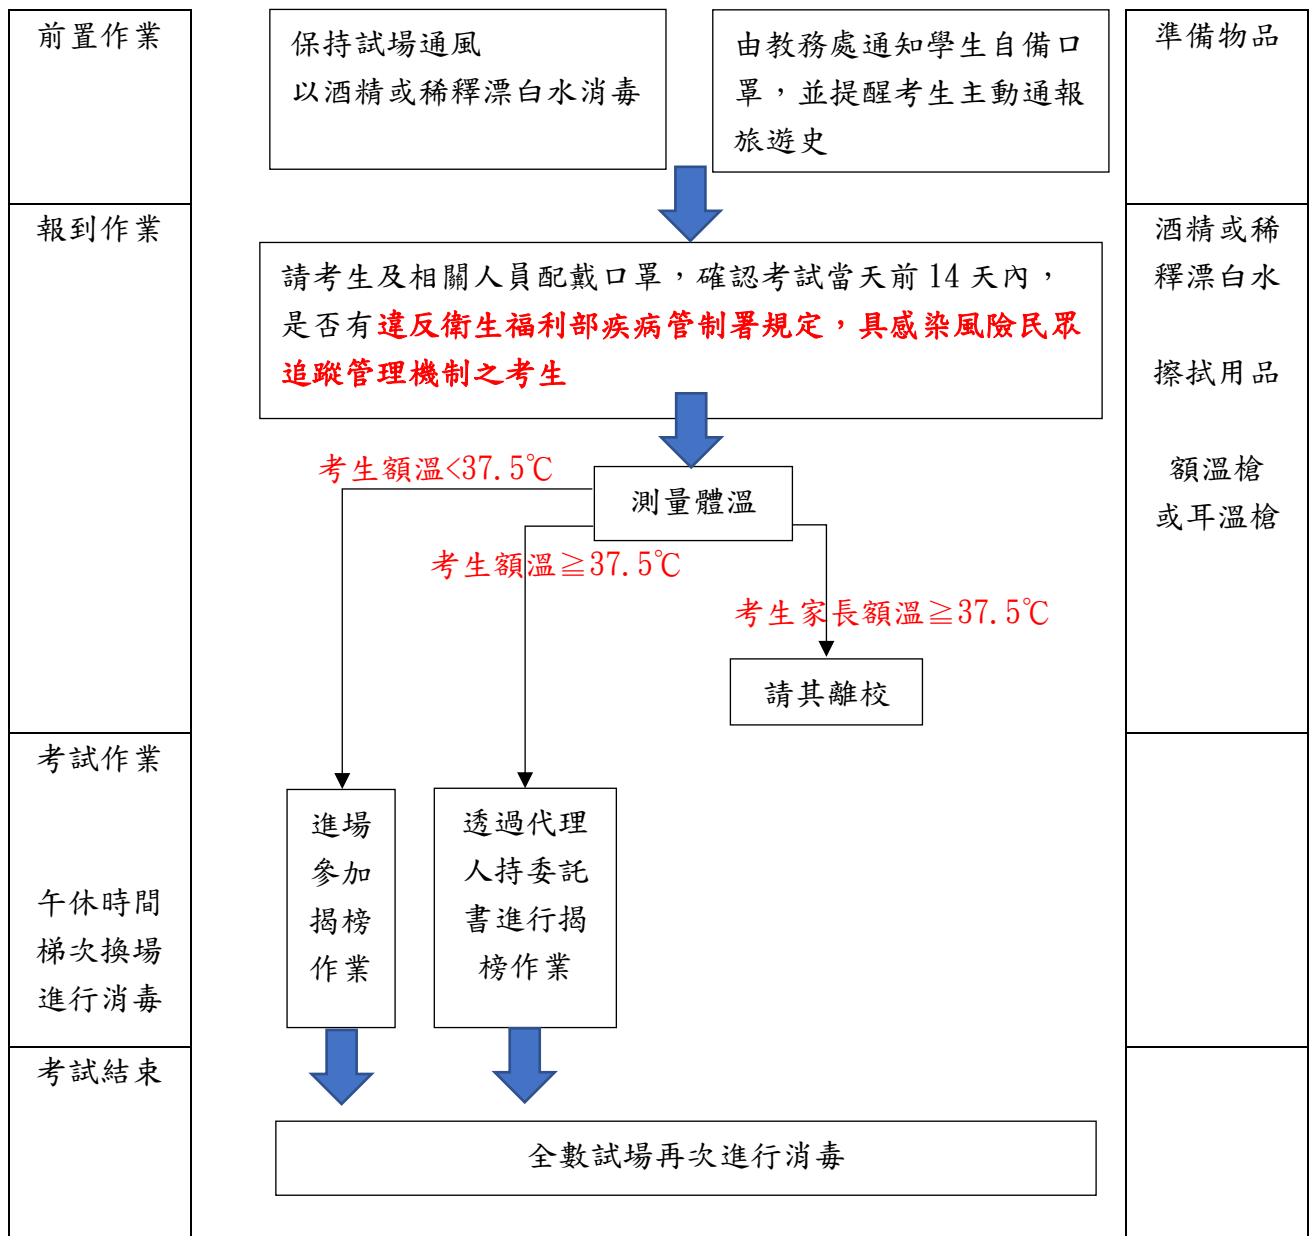 前置作業
保持試場通風
以酒精或稀釋漂白水消毒
由教務處通知學生自備口
罩，並提醒考生主動通報
旅遊史
準備物品
報到作業
請考生及相關人員配戴口罩，確認考試當天前14天內，
是否有違反衛生福利部疾病管制署規定，具感染風險民眾
追蹤管理機制之考生
酒精或稀
釋漂白水
擦拭用品
額溫槍
或耳溫槍
考生額溫<37.5℃
測量體溫
考生額溫≧37.5℃
考生家長額溫≧37.5℃
請其離校
考試作業
午休時間
梯次換場
進行消毒
進場
參加
揭榜
作業
透過代理
人持委託
書進行揭
榜作業
考試結束
全數試場再次進行消毒